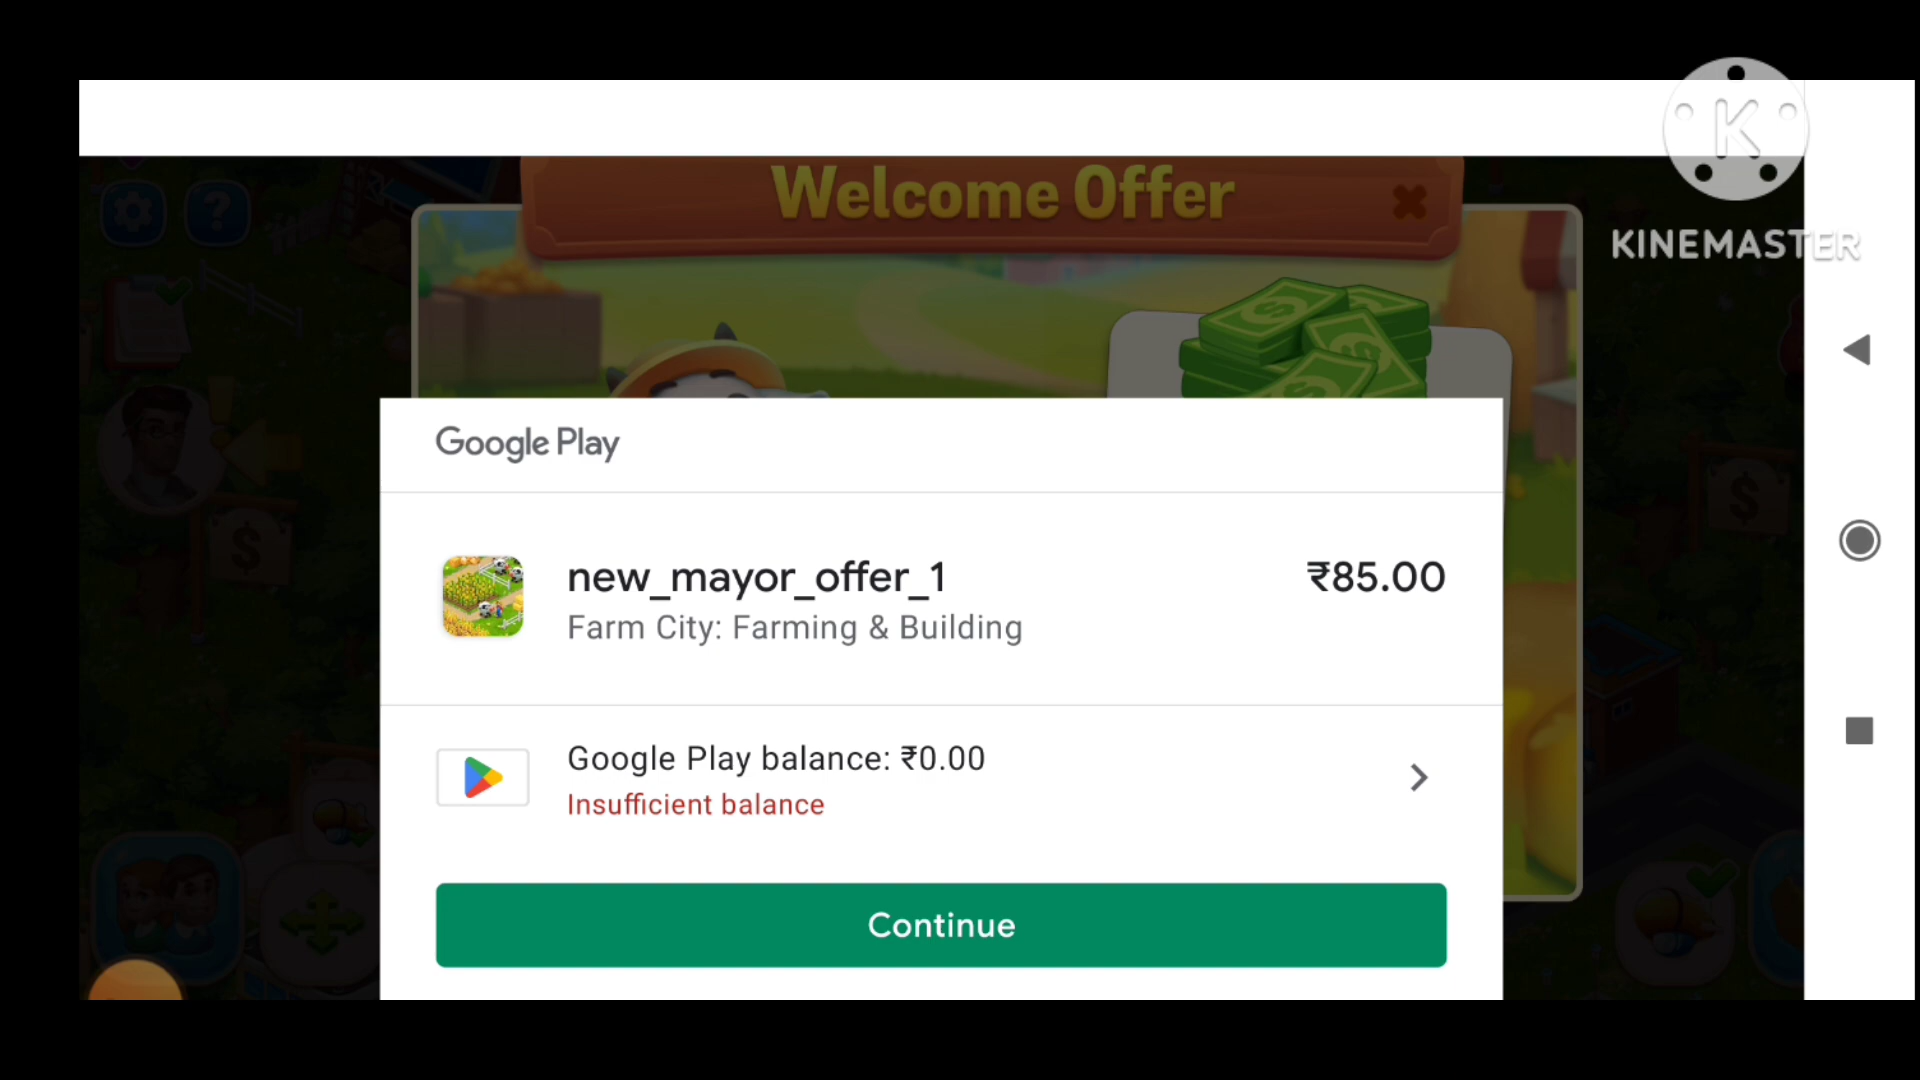 Welcome Offer
KINEMASTER
Google Play
new_mayor_offer_1
₹85.00
Farm City: Farming & Building
Google Play balance: ₹0.00
Insufficient balance
Continue